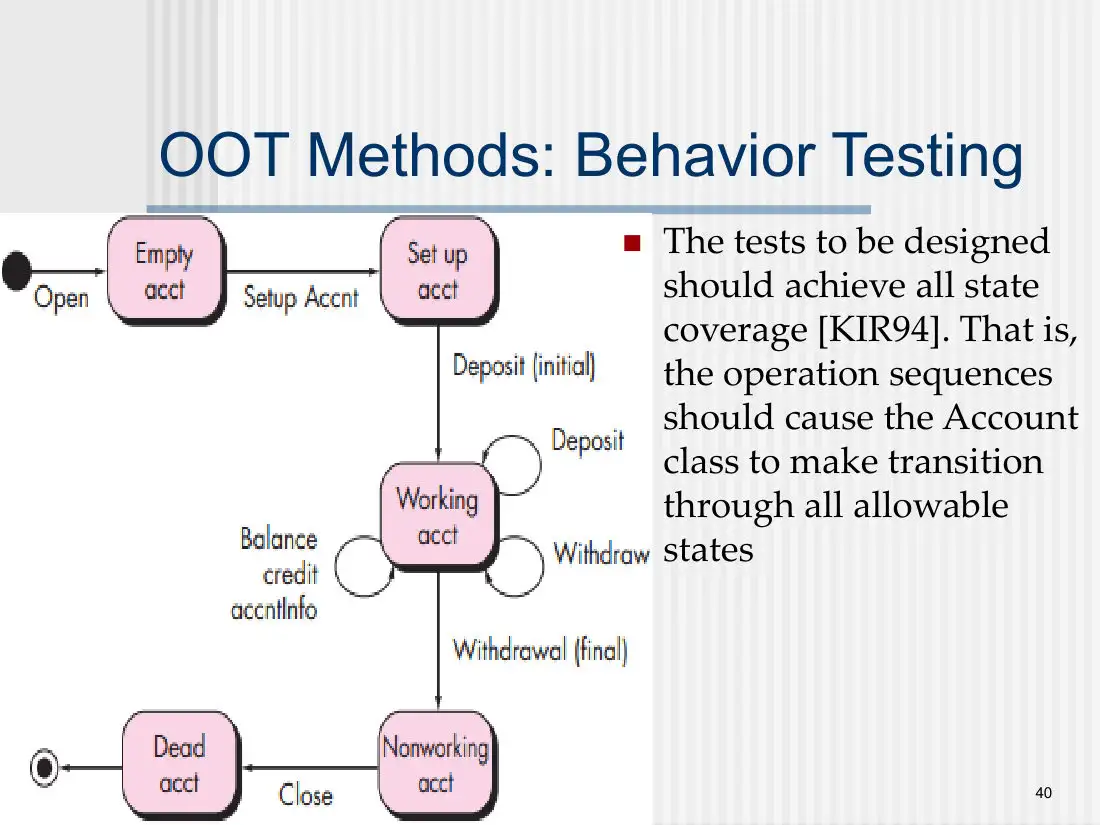 OOT Methods: Behavior Testing
Empty
acct
Set up
acct
Open
Setup Accnt
Deposit (initial)
Deposit
Working
acct
Balance
credit
accntInfo
Withdraw
Withdrawal (final)
Dead
acct
Nonworking
acct
Close
■ The tests to be designed
should achieve all state
coverage [KIR94]. That is,
the operation sequences
should cause the Account
class to make transition
through all allowable
states
40